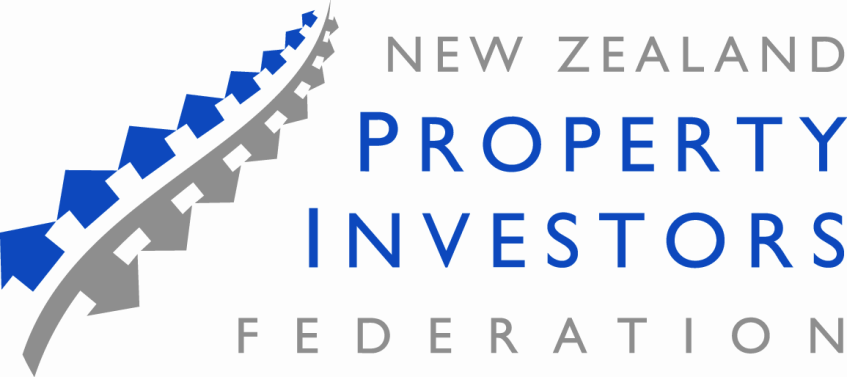 NEW ZEALAND
PROPERTY
INVESTORS
FEDERATION